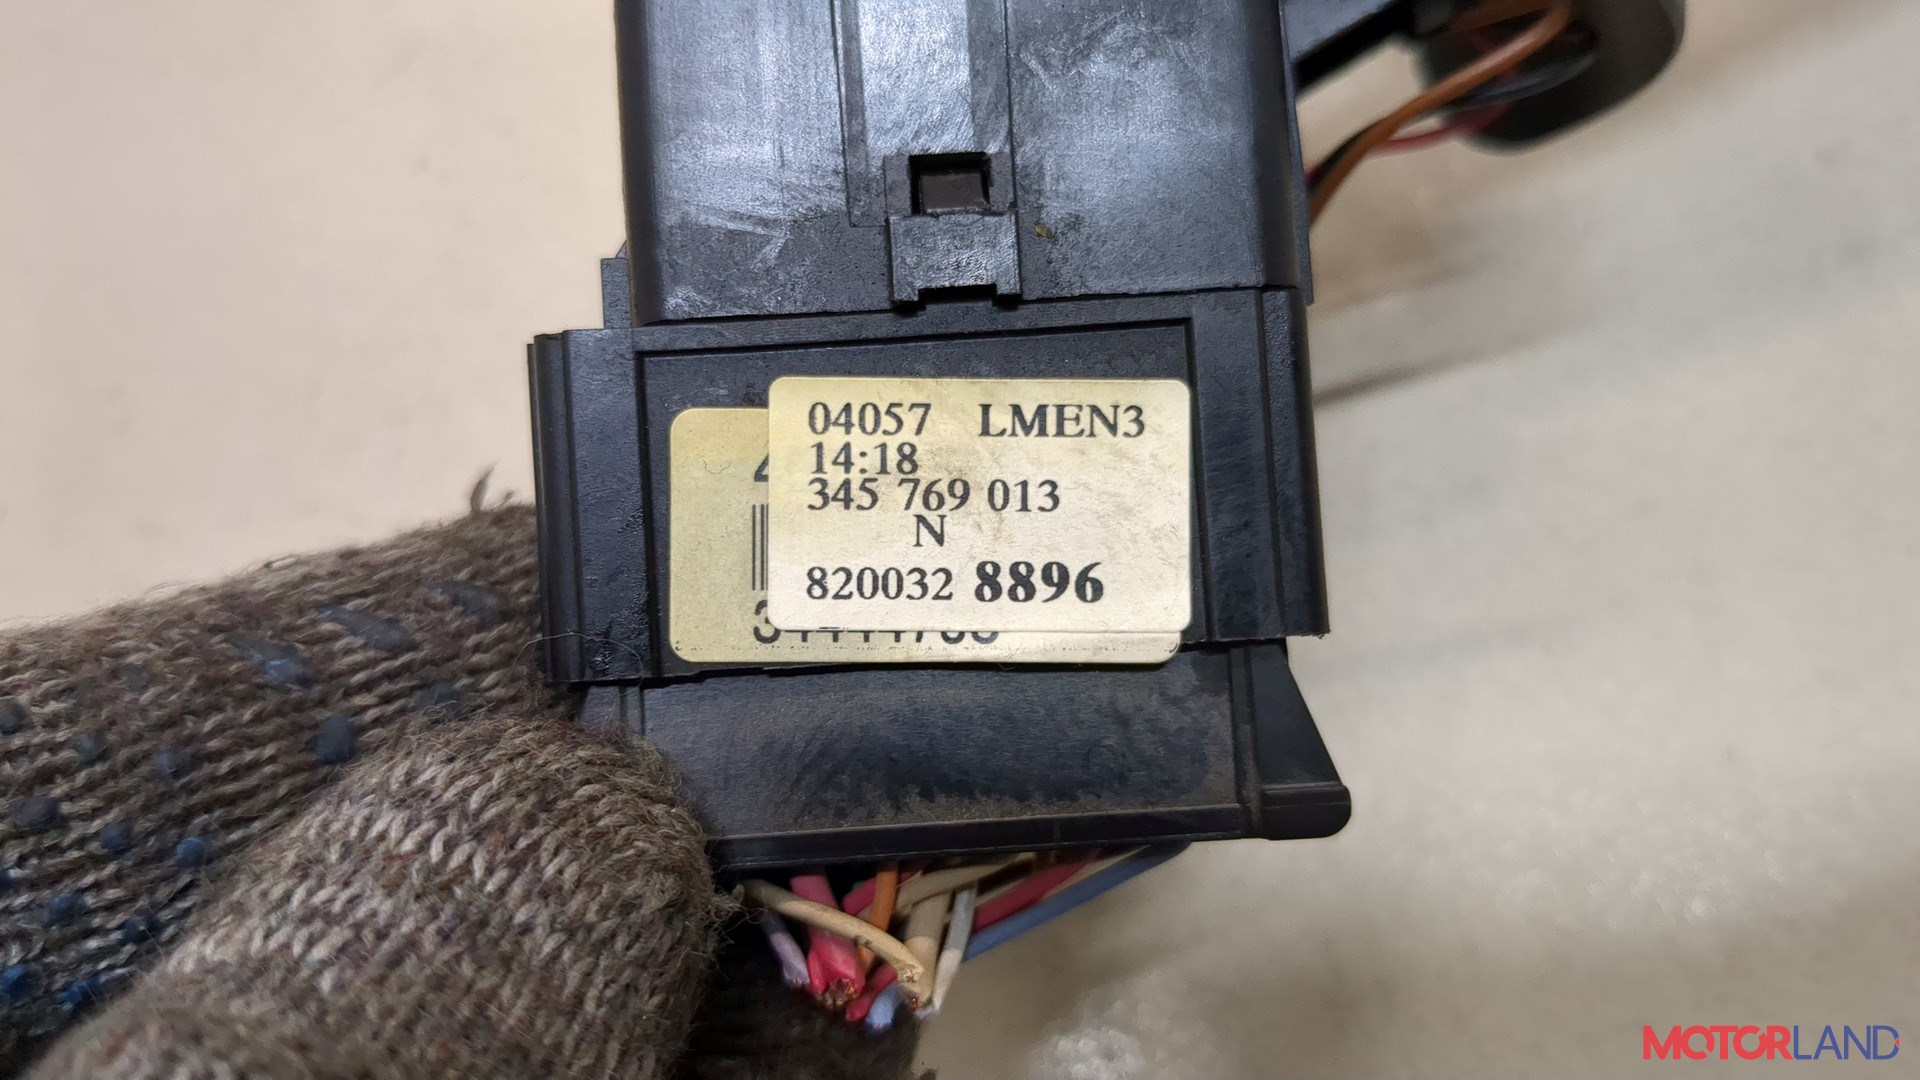 04057 LMEN3
14:18
345 769 013
N
820032 8896
MOTORLAND